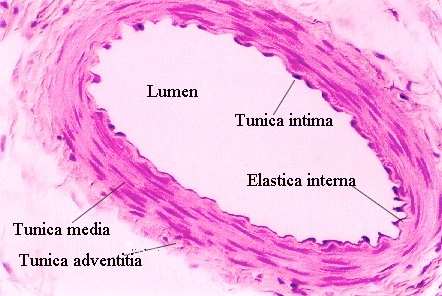 Lumen
Tunica intima
Elastica interna
Tunica media
Tunica adventitia